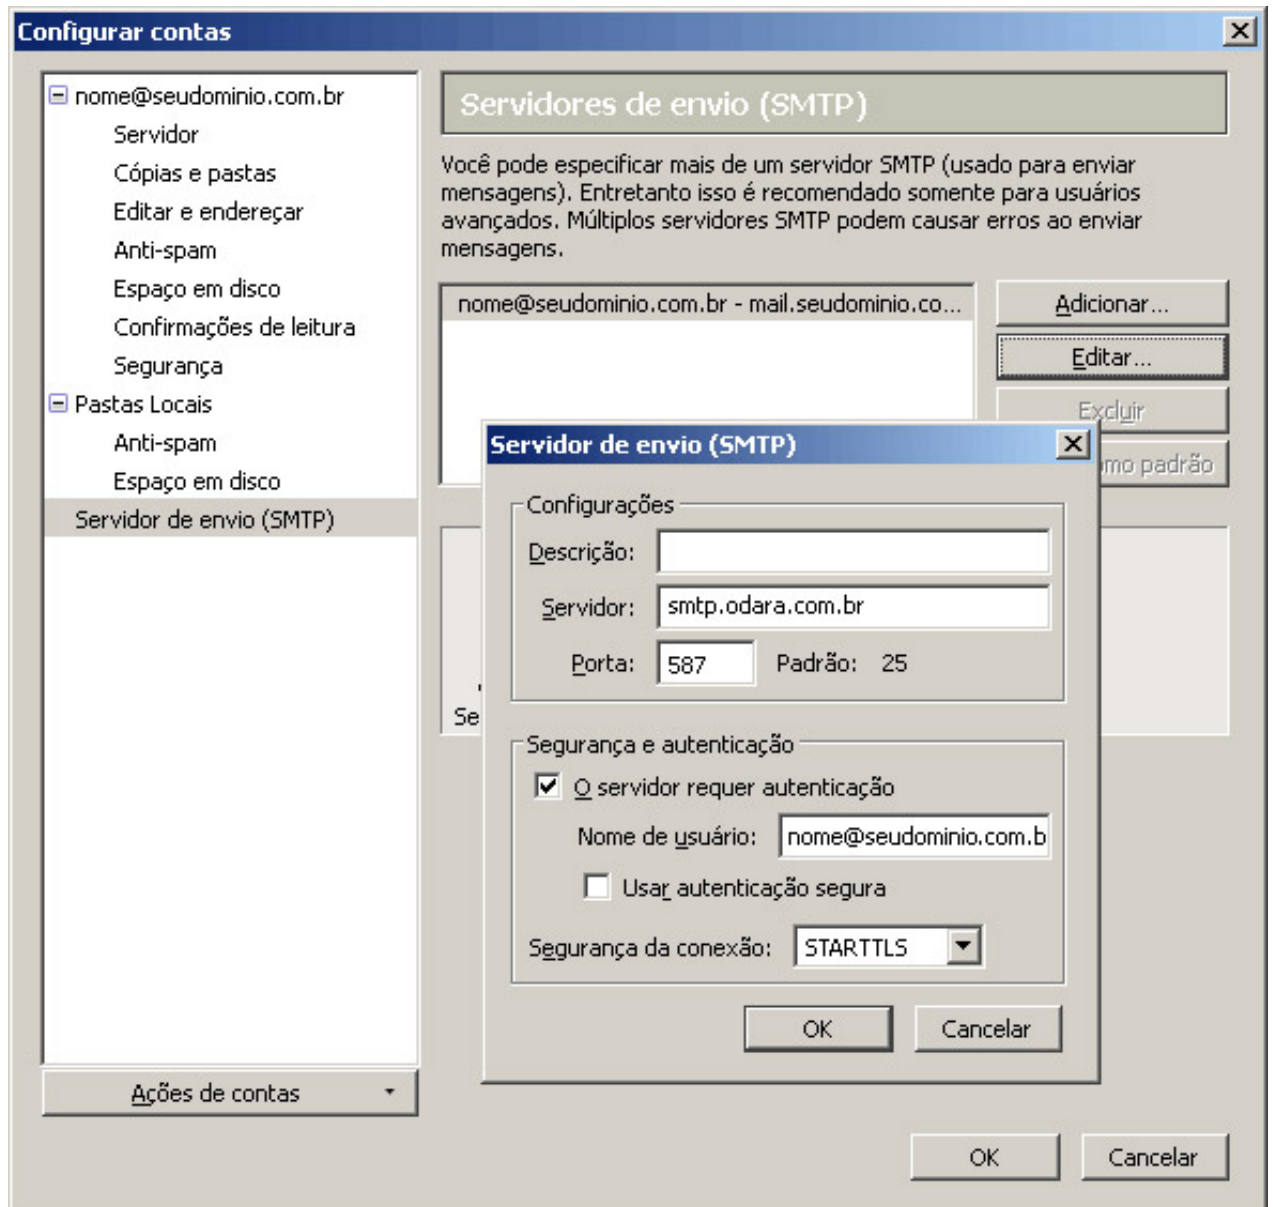 Configurar contas
nome@seudominio.com.br
Servidor
Cópias e pastas
Editar e endereçar
Anti-spam
Espaço em disco
Confirmações de leitura
Segurança
Pastas Locais
Anti-spam
Espaço em disco
Servidor de envio (SMTP)
Ações de contas
Servidores de envio (SMTP)
Você pode especificar mais de um servidor SMTP (usado para enviar
mensagens). Entretanto isso é recomendado somente para usuários
avançados. Múltiplos servidores SMTP podem causar erros ao enviar
mensagens.
nome@seudominio.com.br - mail.seudominio.co...
Adicionar...
Editar...
Excluir
omo padrão
Se
Servidor de envio (SMTP)
Configurações
Descrição:
Servidor: smtp.odara.com.br
Porta: 587 Padrão: 25
Segurança e autenticação
O servidor requer autenticação
Nome de usuário: nome@seudominio.com.b
Usar autenticação segura
Segurança da conexão: STARTTLS
OK Cancelar
OK Cancelar